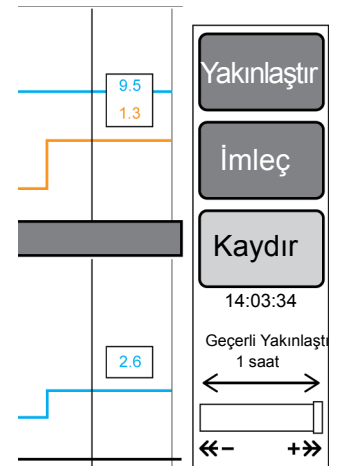 9.5
1.3
2.6
Yakınlaştır
İmleç
Kaydır
14:03:34
Geçerli Yakınlaştı
1 saat
«– +»